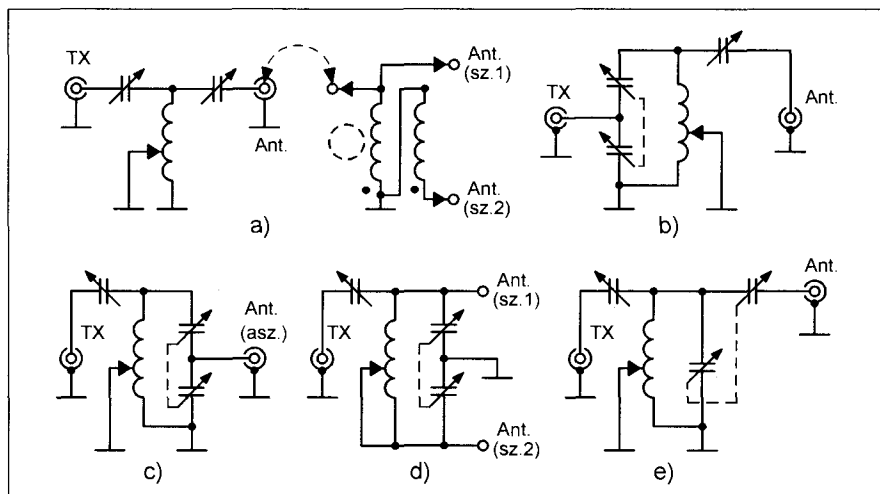 TX
Ant.
Ant.
(sz.1)
Ant.
(sz.2)
a)
TX
Ant.
b)
TX
Ant.
(asz.)
c)
TX
Ant.
(sz.1)
Ant.
(sz.2)
d)
TX
Ant.
e)